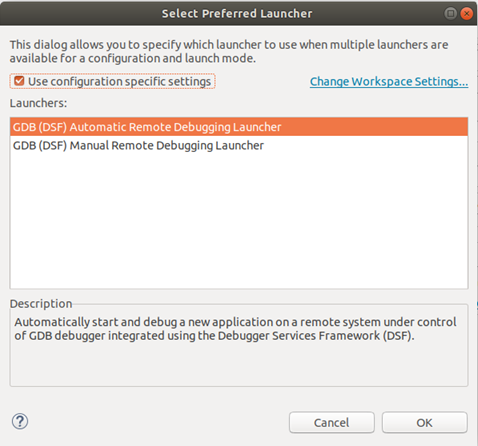 Select Preferred Launcher
This dialog allows you to specify which launcher to use when multiple launchers are
available for a configuration and launch mode.
Use configuration specific settings
Change Workspace Settings...
Launchers:
GDB (DSF) Automatic Remote Debugging Launcher
GDB (DSF) Manual Remote Debugging Launcher
Description
Automatically start and debug a new application on a remote system under control
of GDB debugger integrated using the Debugger Services Framework (DSF).
?
Cancel
OK